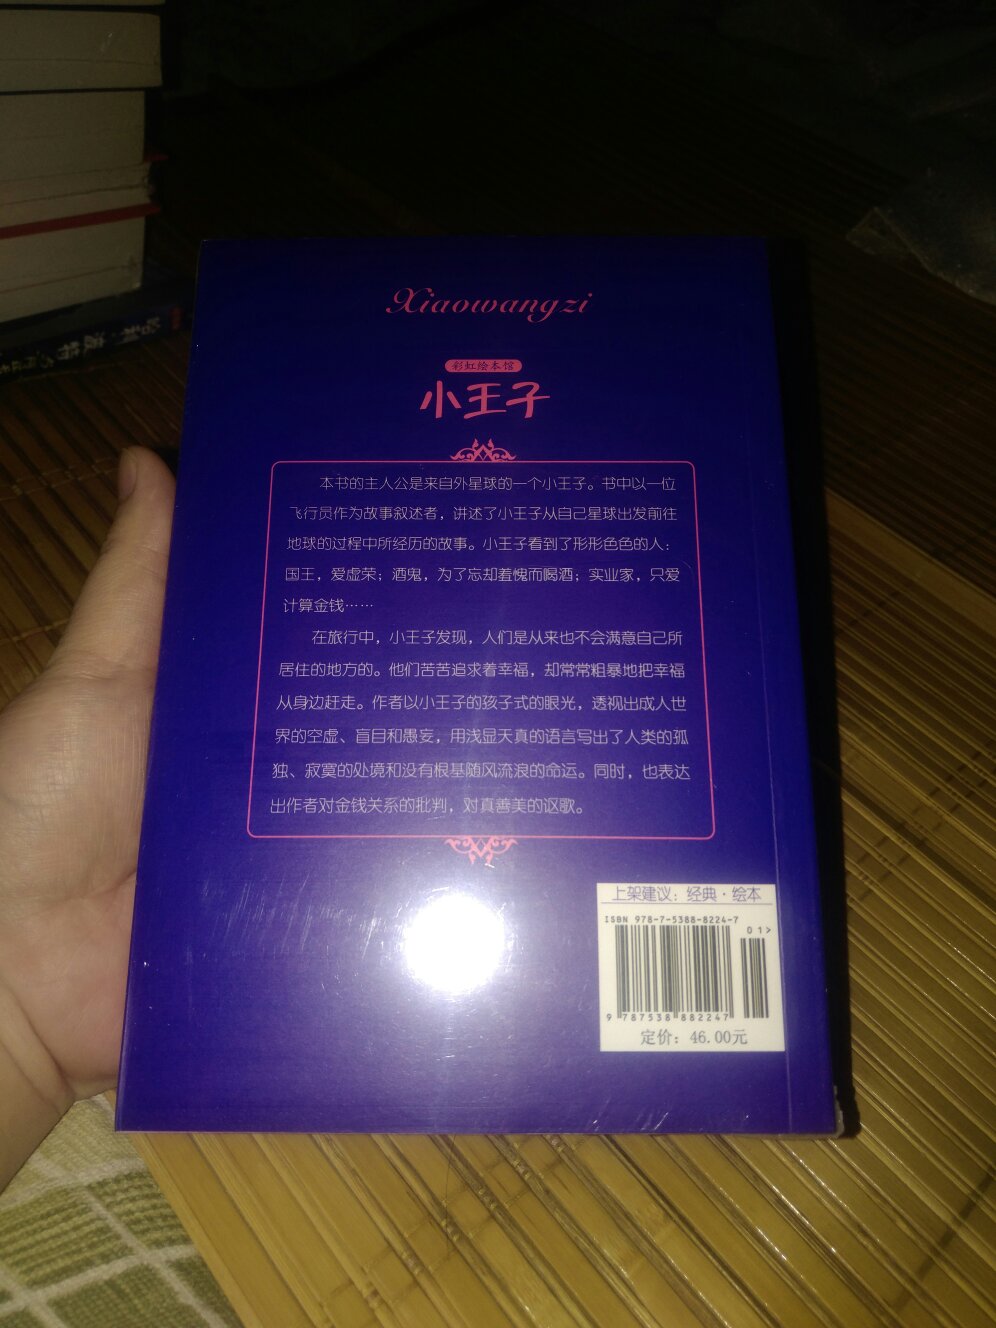 Xiaowangzi
彩虹绘本馆
小王子
本书的主人公是来自外星球的一个小王子。书中以一位
飞行员作为故事叙述者，讲述了小王子从自己星球出发前往
地球的过程中所经历的故事。小王子看到了形形色色的人：
国王，爱虚荣；酒鬼，为了忘却羞愧而喝酒；实业家，只爱
计算金钱……
在旅行中，小王子发现，人们是从来也不会满意自己所
居住的地方的。他们苦苦追求着幸福，却常常粗暴地把幸福
从身边赶走。作者以小王子的孩子式的眼光，透视出成人世
界的空虚、盲目和愚妄，用浅显天真的语言写出了人类的孤
独、寂寞的处境和没有根基随风流浪的命运。同时，也表达
出作者对金钱关系的批判，对真善美的讴歌。
上架建议：经典·绘本
ISBN 978-7-5388-8224-7
01>
9 787538 882247
定价：46.00元